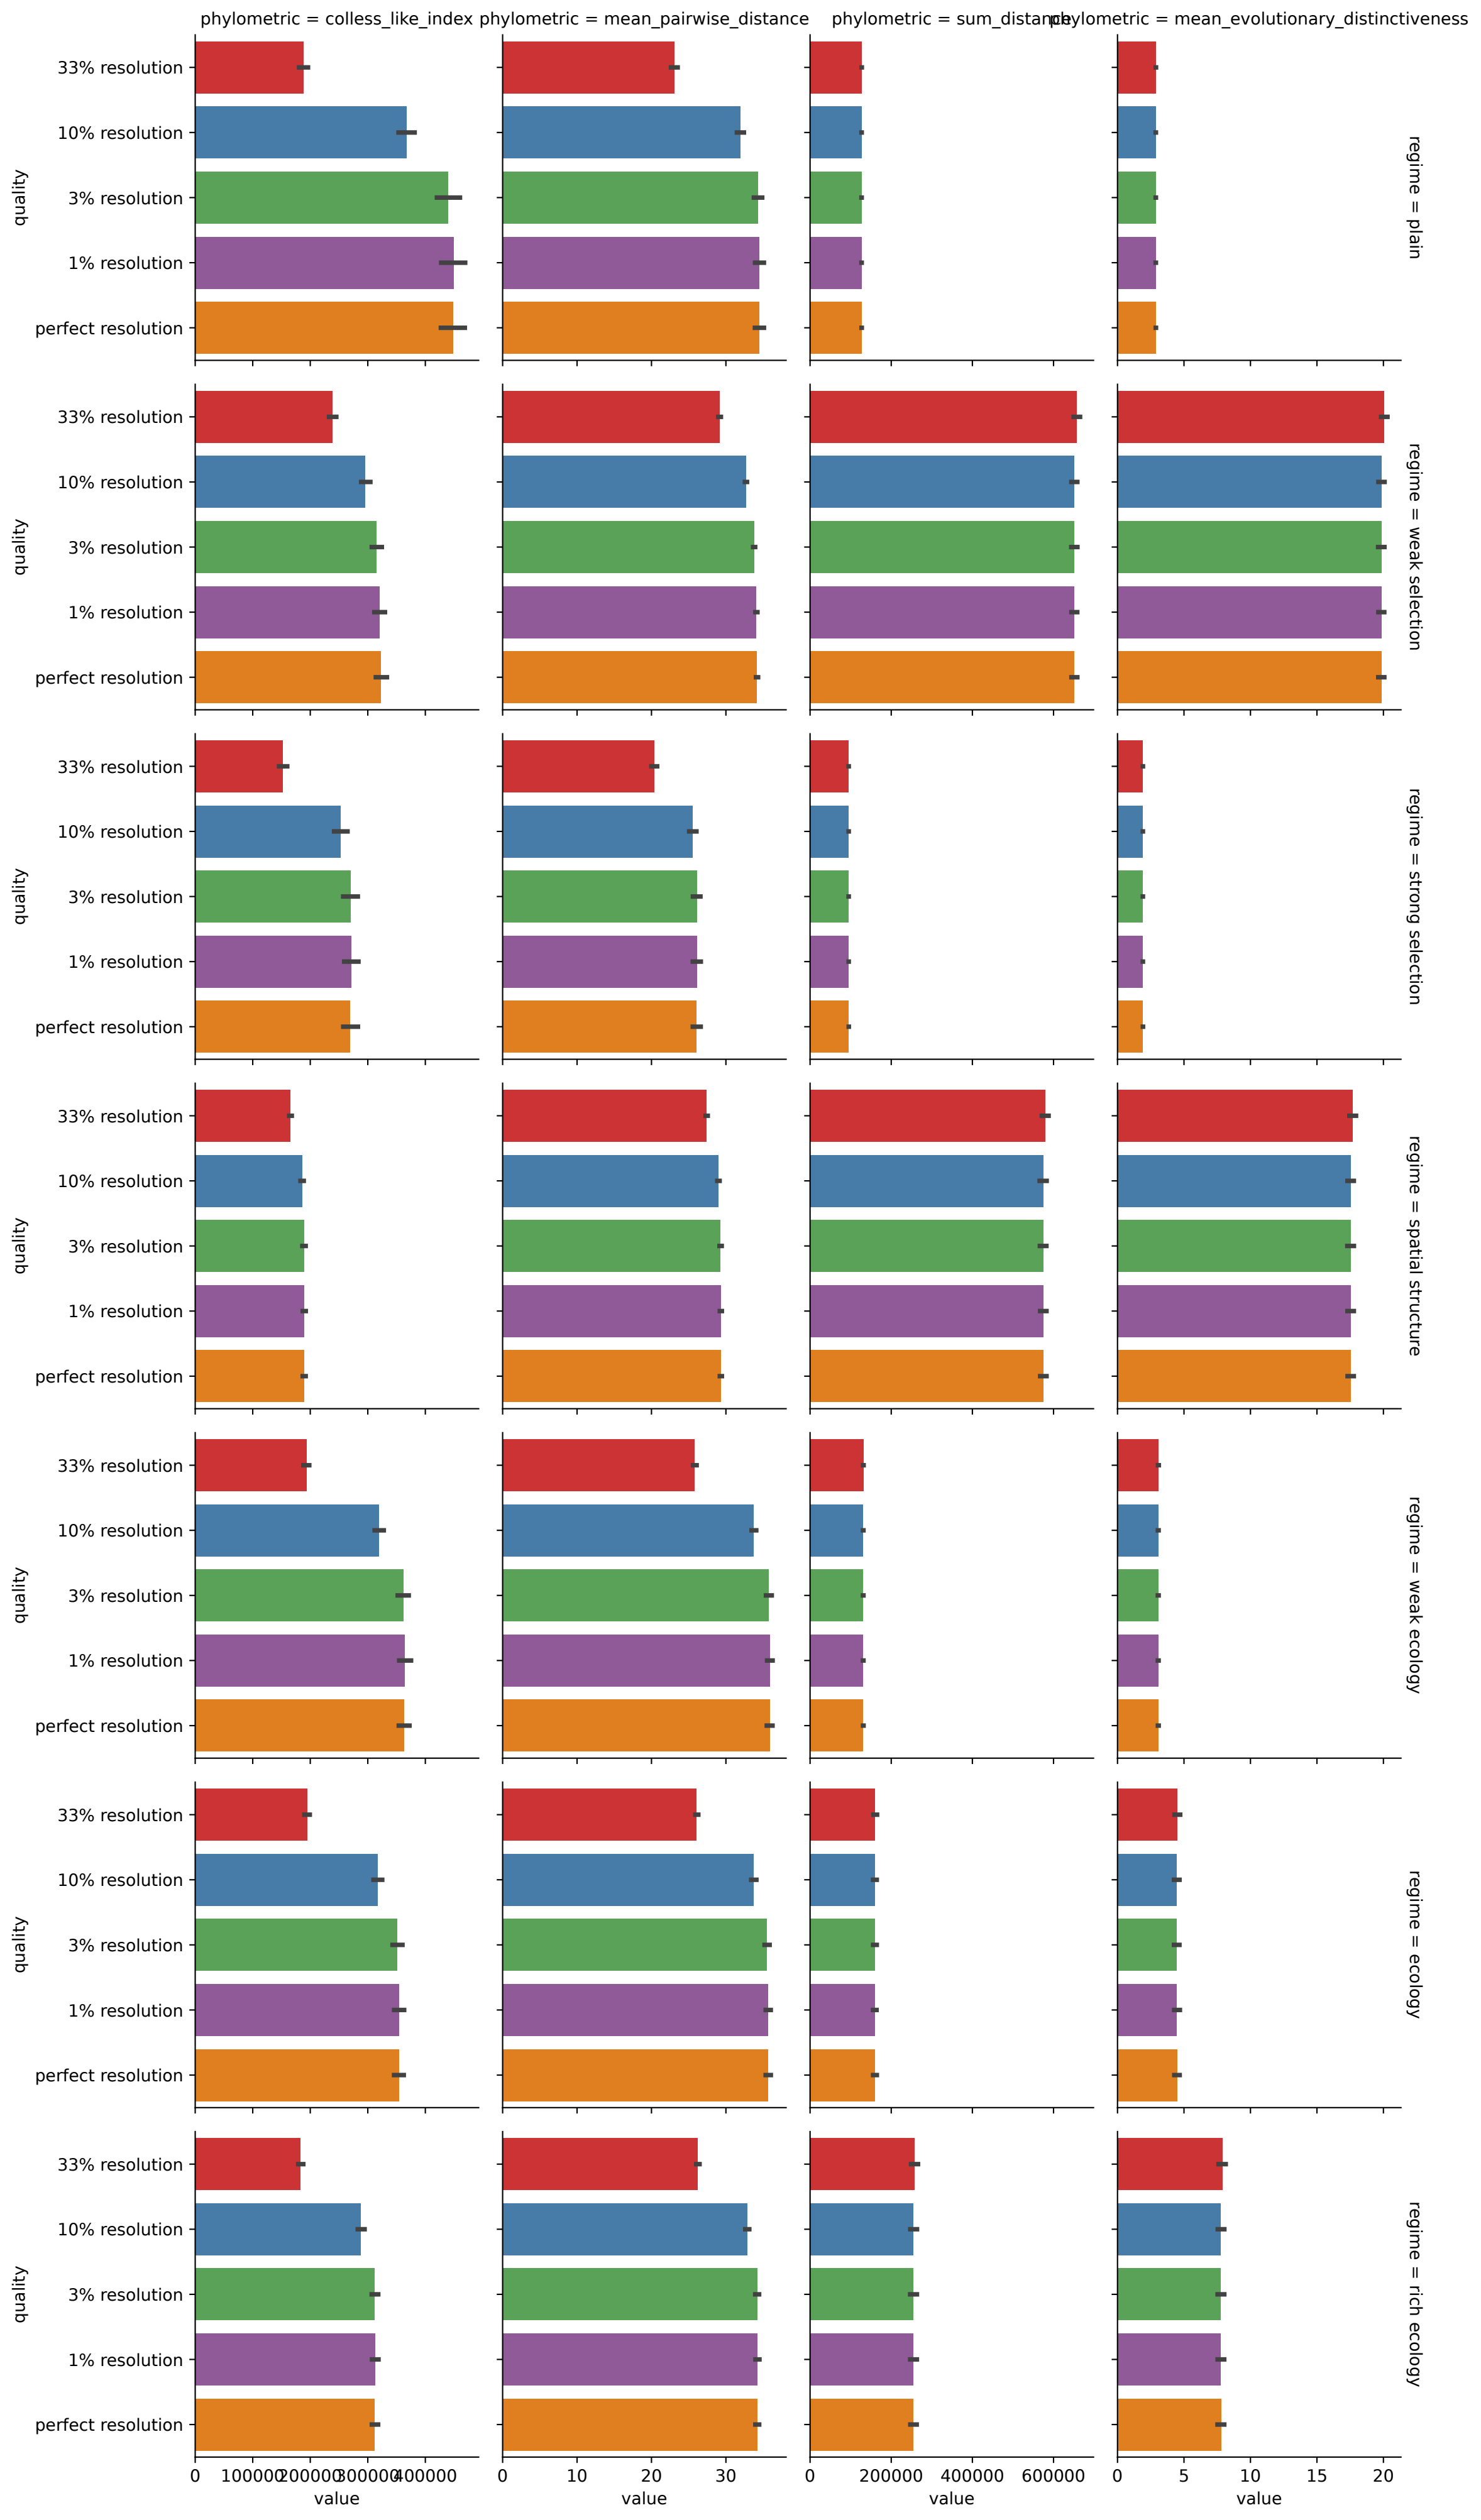 phylometric = colless_like_index
phylometric = mean_pairwise_distance
phylometric = sum_distance
phylometric = mean_evolutionary_distinctiveness
quality
33% resolution
10% resolution
3% resolution
1% resolution
perfect resolution
regime = plain
quality
33% resolution
10% resolution
3% resolution
1% resolution
perfect resolution
regime = weak selection
quality
33% resolution
10% resolution
3% resolution
1% resolution
perfect resolution
regime = strong selection
quality
33% resolution
10% resolution
3% resolution
1% resolution
perfect resolution
regime = spatial structure
quality
33% resolution
10% resolution
3% resolution
1% resolution
perfect resolution
regime = weak ecology
quality
33% resolution
10% resolution
3% resolution
1% resolution
perfect resolution
regime = ecology
quality
33% resolution
10% resolution
3% resolution
1% resolution
perfect resolution
regime = rich ecology
0 100000 200000 300000 400000
value
0 10 20 30
value
0 200000 400000 600000
value
0 5 10 15 20
value